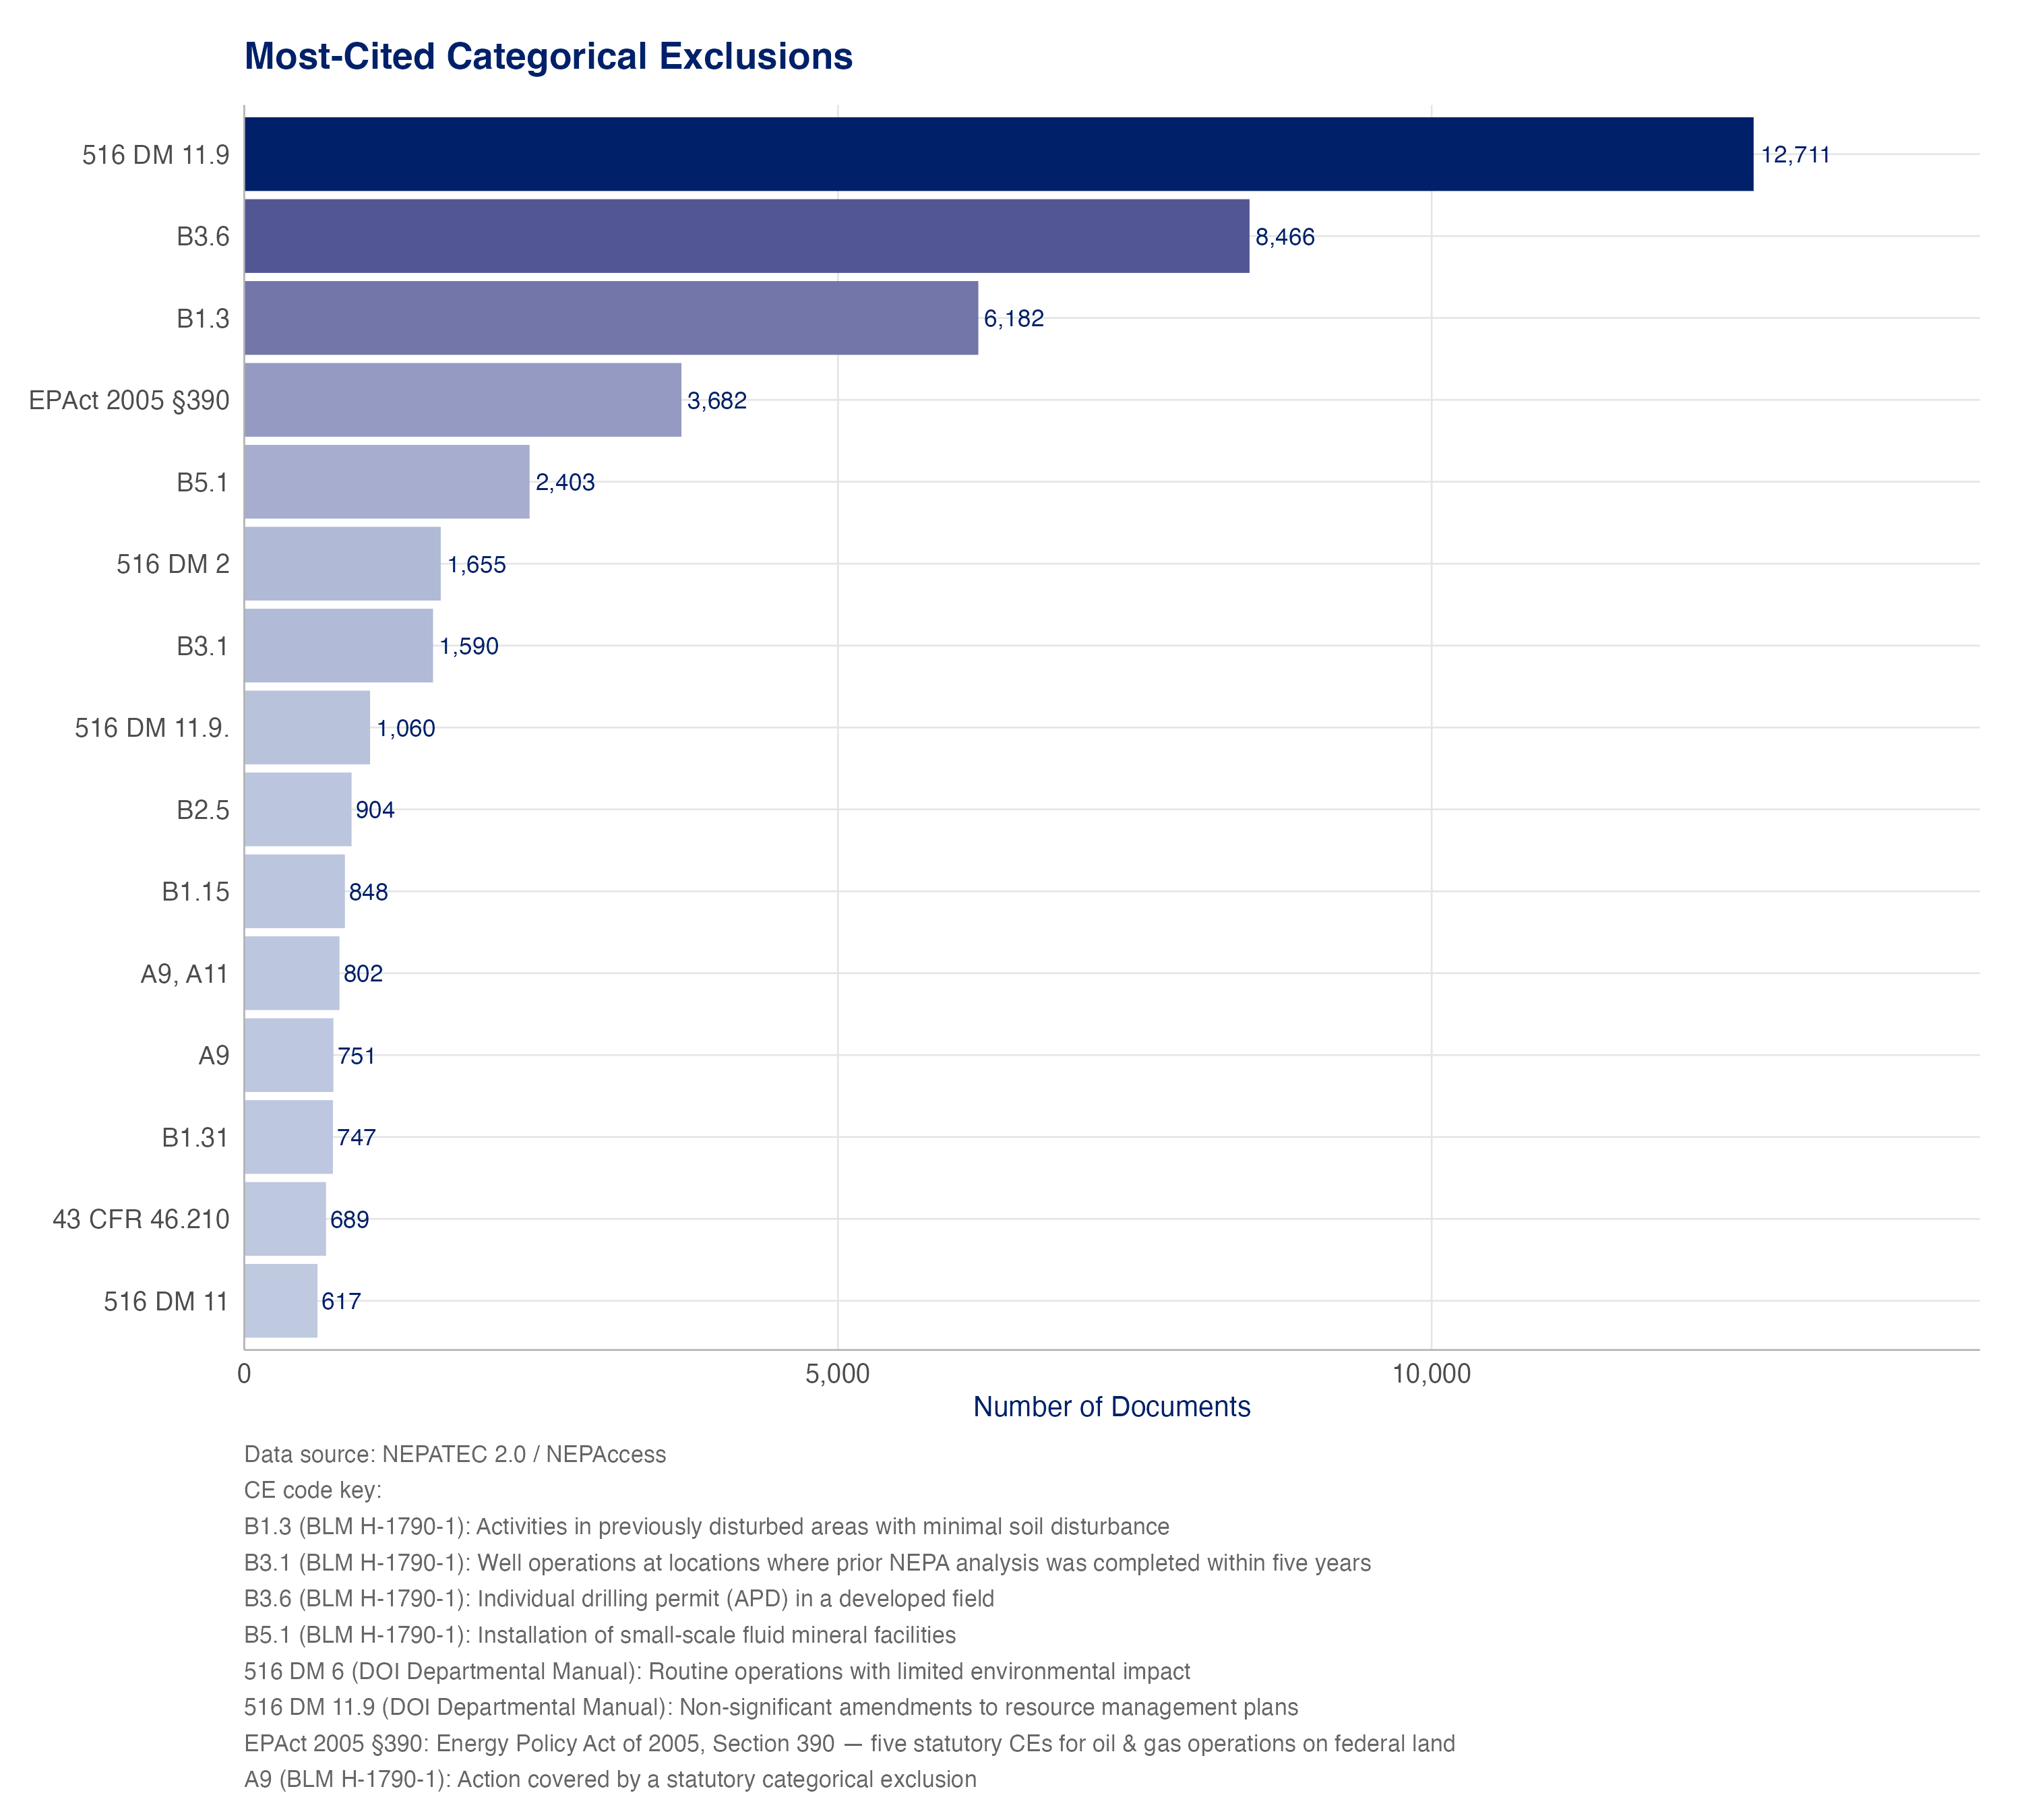 Most-Cited Categorical Exclusions
516 DM 11.9
12,711
B3.6
8,466
B1.3
6,182
EPAct 2005 §390
3,682
B5.1
2,403
516 DM 2
1,655
B3.1
1,590
516 DM 11.9.
1,060
B2.5
904
B1.15
848
A9, A11
802
A9
751
B1.31
747
43 CFR 46.210
689
516 DM 11
617
0
5,000
10,000
Number of Documents
Data source: NEPATEC 2.0 / NEPAccess
CE code key:
B1.3 (BLM H-1790-1): Activities in previously disturbed areas with minimal soil disturbance
B3.1 (BLM H-1790-1): Well operations at locations where prior NEPA analysis was completed within five years
B3.6 (BLM H-1790-1): Individual drilling permit (APD) in a developed field
B5.1 (BLM H-1790-1): Installation of small-scale fluid mineral facilities
516 DM 6 (DOI Departmental Manual): Routine operations with limited environmental impact
516 DM 11.9 (DOI Departmental Manual): Non-significant amendments to resource management plans
EPAct 2005 §390: Energy Policy Act of 2005, Section 390 — five statutory CEs for oil & gas operations on federal land
A9 (BLM H-1790-1): Action covered by a statutory categorical exclusion